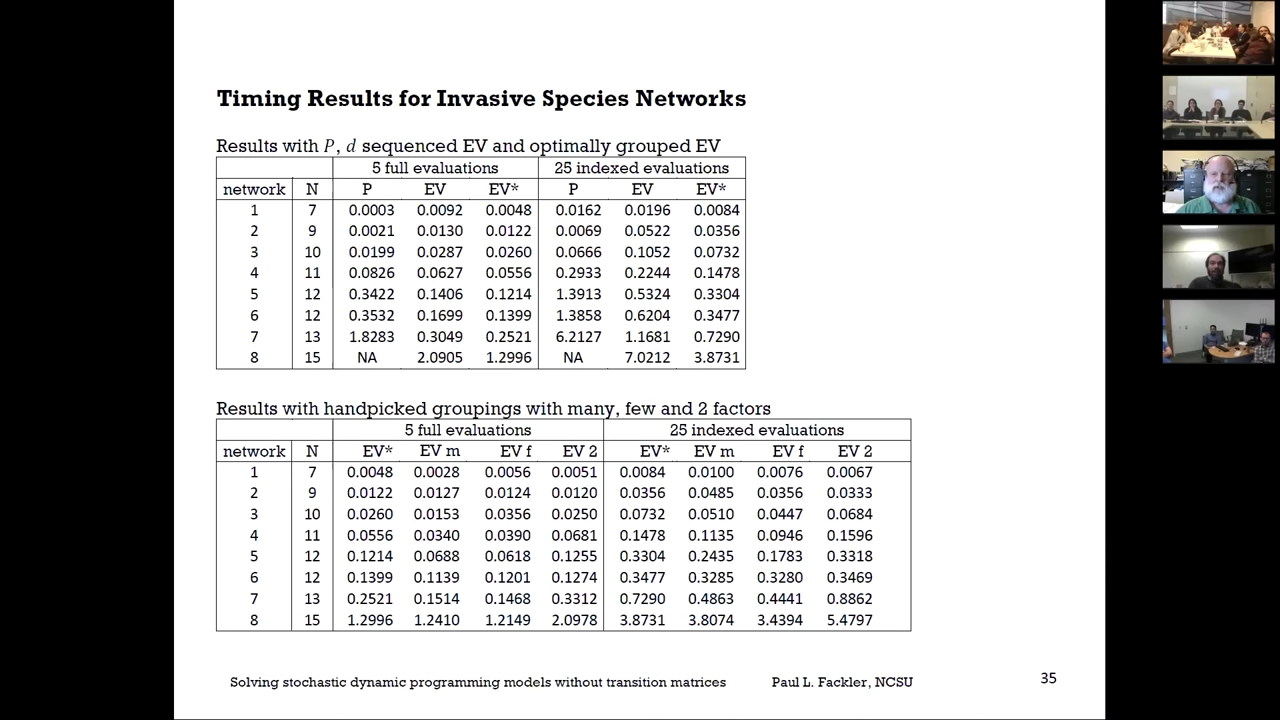 Timing Results for Invasive Species Networks
Results with P, d sequenced EV and optimally grouped EV
5 full evaluations 25 indexed evaluations
network N P EV EV* P EV EV*
1 7 0.0003 0.0092 0.0048 0.0162 0.0196 0.0084
2 9 0.0021 0.0130 0.0122 0.0069 0.0522 0.0356
3 10 0.0199 0.0287 0.0260 0.0666 0.1052 0.0732
4 11 0.0826 0.0627 0.0556 0.2933 0.2244 0.1478
5 12 0.3422 0.1406 0.1214 1.3913 0.5324 0.3304
6 12 0.3532 0.1699 0.1399 1.3858 0.6204 0.3477
7 13 1.8283 0.3049 0.2521 6.2127 1.1681 0.7290
8 15 NA 2.0905 1.2996 NA 7.0212 3.8731
Results with handpicked groupings with many, few and 2 factors
5 full evaluations 25 indexed evaluations
network N EV* EV m EV f EV 2 EV* EV m EV f EV 2
1 7 0.0048 0.0028 0.0056 0.0051 0.0084 0.0100 0.0076 0.0067
2 9 0.0122 0.0127 0.0124 0.0120 0.0356 0.0485 0.0356 0.0333
3 10 0.0260 0.0153 0.0356 0.0250 0.0732 0.0510 0.0447 0.0684
4 11 0.0556 0.0340 0.0390 0.0681 0.1478 0.1135 0.0946 0.1596
5 12 0.1214 0.0688 0.0618 0.1255 0.3304 0.2435 0.1783 0.3318
6 12 0.1399 0.1139 0.1201 0.1274 0.3477 0.3285 0.3280 0.3469
7 13 0.2521 0.1514 0.1468 0.3312 0.7290 0.4863 0.4441 0.8862
8 15 1.2996 1.2410 1.2149 2.0978 3.8731 3.8074 3.4394 5.4797
Solving stochastic dynamic programming models without transition matrices Paul L. Fackler, NCSU 35